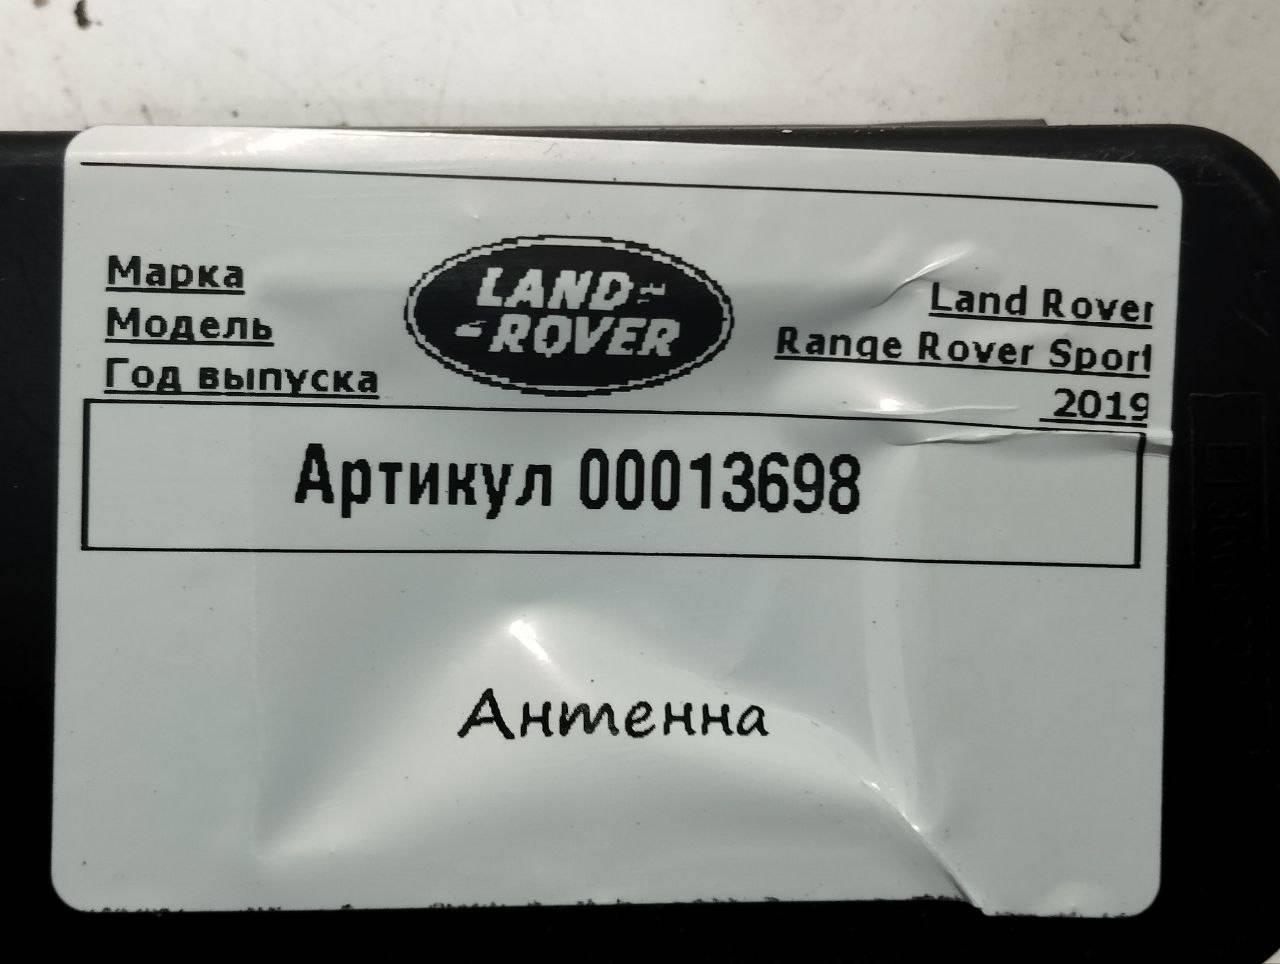 Марка
Модель
Год выпуска
LAND
ROVER
Land Rover
Range Rover Sport
2019
Артикул 00013698
Антенна